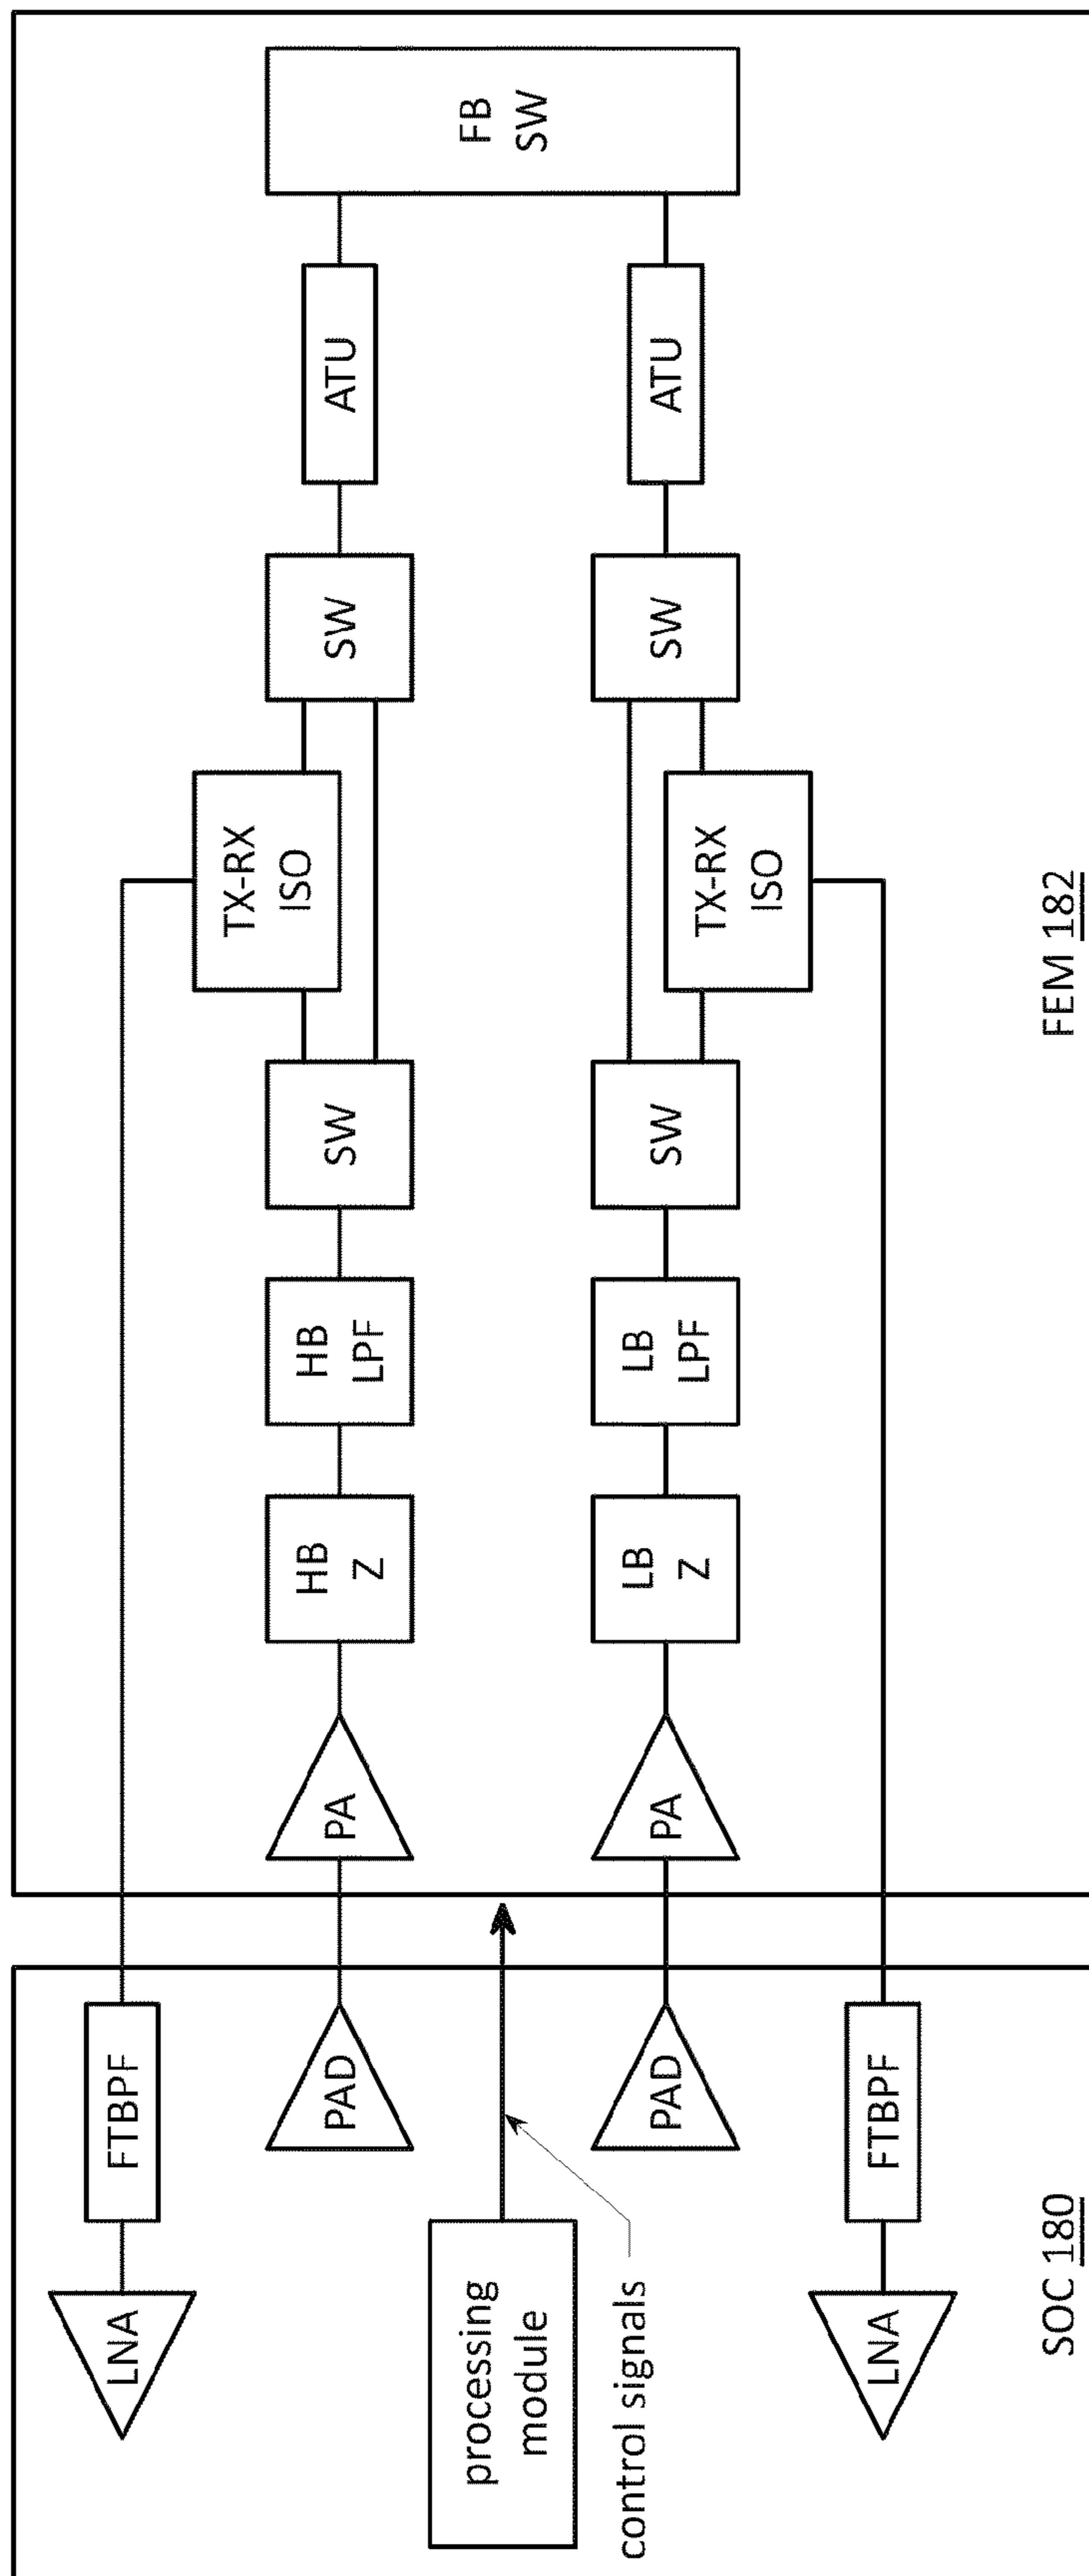 LNA
FTBPF
TX-RX
ISO
PAD
PA
HB
Z
HB
LPF
SW
SW
ATU
FB
SW
processing
module
control signals
PAD
PA
LB
Z
LB
LPF
SW
SW
ATU
LNA
FTBPF
TX-RX
ISO
SOC 180
FEM 182